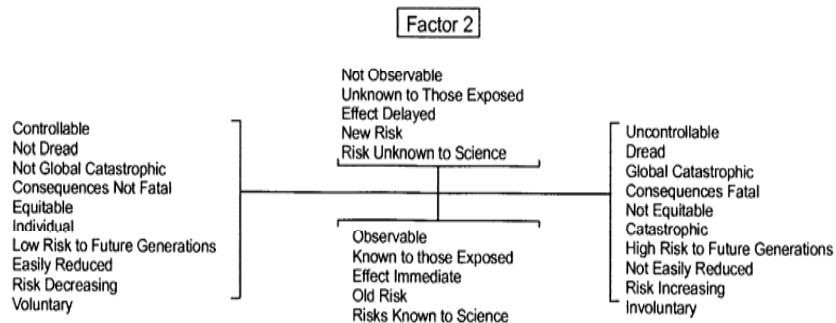 Factor 2
Not Observable
Unknown to Those Exposed
Effect Delayed
New Risk
Risk Unknown to Science
Controllable
Not Dread
Not Global Catastrophic
Consequences Not Fatal
Equitable
Individual
Low Risk to Future Generations
Easily Reduced
Risk Decreasing
Voluntary
Uncontrollable
Dread
Global Catastrophic
Consequences Fatal
Not Equitable
Catastrophic
High Risk to Future Generations
Not Easily Reduced
Risk Increasing
Involuntary
Observable
Known to those Exposed
Effect Immediate
Old Risk
Risks Known to Science